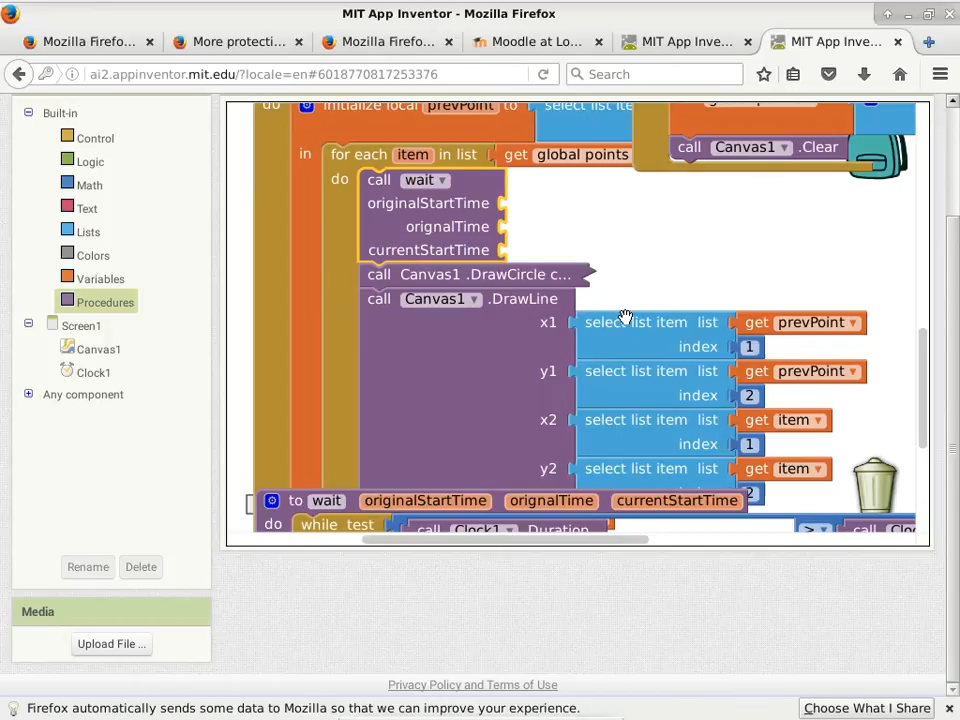 MIT App Inventor - Mozilla Firefox
Mozilla Firefo...
More protecti...
Mozilla Firefo...
Moodle at Lo...
MIT App Inve...
MIT App Inve...
ai2.appinventor.mit.edu/?locale=en#6018770817253376
Search
Built-in
Control
Logic
Math
Text
Lists
Colors
Variables
Procedures
Screen1
Canvas1
Clock1
Any component
Rename
Delete
Media
Upload File ...
do initialize local prevPoint to select list ite
in for each item in list get global points
call Canvas1 .Clear
do call wait
originalStartTime
orignalTime
currentStartTime
call Canvas1 .DrawCircle c...
call Canvas1 .DrawLine
x1 select list item list get prevPoint
index 1
y1 select list item list get prevPoint
index 2
x2 select list item list get item
index 1
y2 select list item list get item
2
to wait originalStartTime orignalTime currentStartTime
do while test call Clock1 .Duration > call Cloc
Privacy Policy and Terms of Use
Firefox automatically sends some data to Mozilla so that we can improve your experience.
Choose What I Share